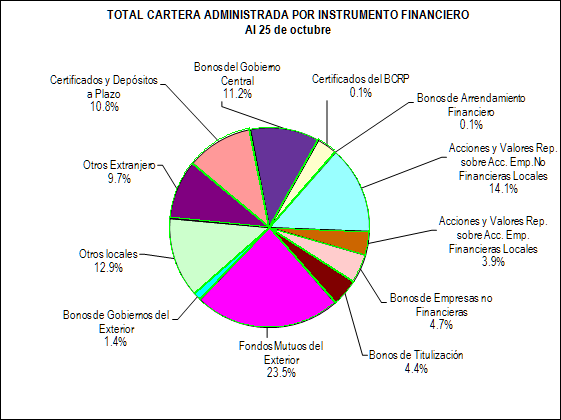 TOTAL CARTERA ADMINISTRADA POR INSTRUMENTO FINANCIERO
Al 25 de octubre
Bonos del Gobierno
Central
11.2%
Certificados del BCRP
0.1%
Bonos de Arrendamiento
Financiero
0.1%
Acciones y Valores Rep.
sobre Acc. Emp.No
Financieras Locales
14.1%
Acciones y Valores Rep.
sobre Acc. Emp.
Financieras Locales
3.9%
Bonos de Empresas no
Financieras
4.7%
Bonos de Titulización
4.4%
Fondos Mutuos del
Exterior
23.5%
Bonos de Gobiernos del
Exterior
1.4%
Otros locales
12.9%
Otros Extranjero
9.7%
Certificados y Depósitos
a Plazo
10.8%